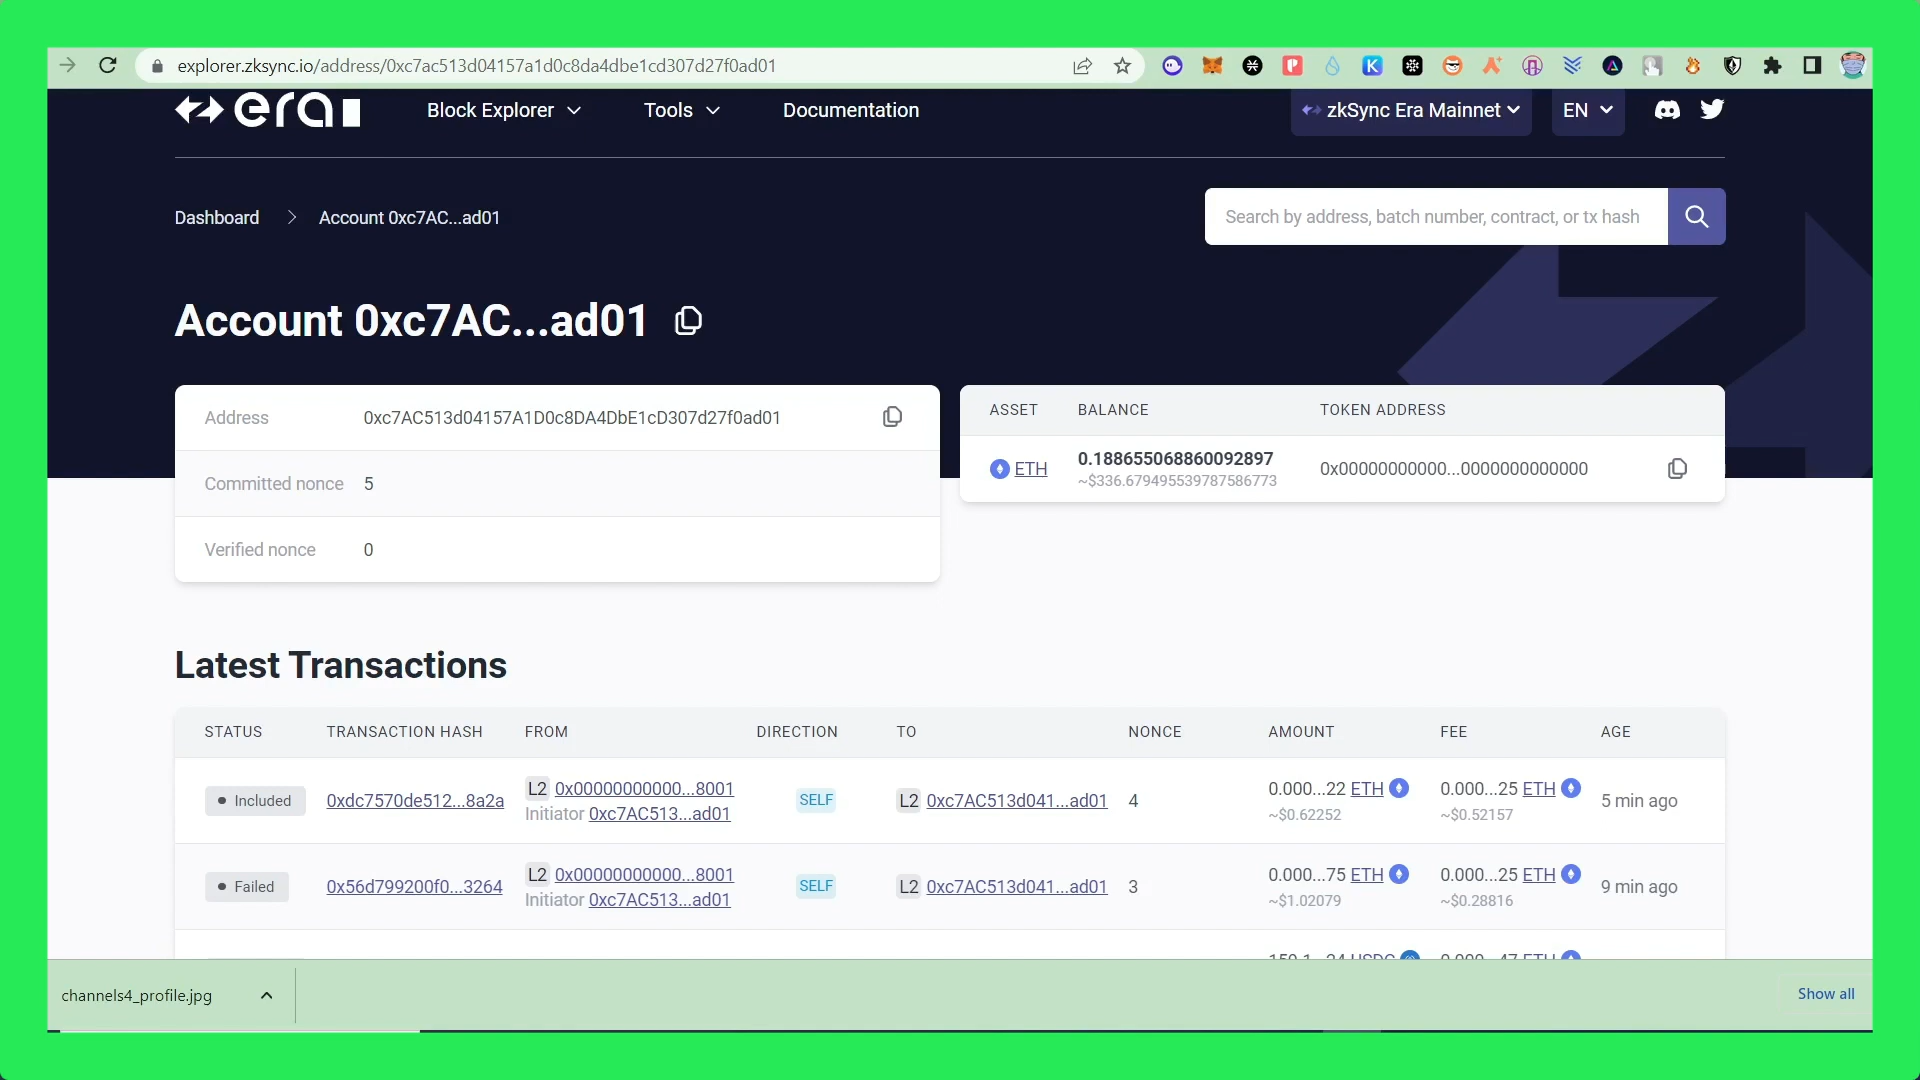 explorer.zksync.io/address/0xc7ac513d04157a1d0c8da4dbe1cd307d27f0ad01
era
Block Explorer
Tools
Documentation
zkSync Era Mainnet
EN
Dashboard
Account 0xc7AC...ad01
Search by address, batch number, contract, or tx hash
Account 0xc7AC...ad01
Address 0xc7AC513d04157A1D0c8DA4DbE1cD307d27f0ad01
Committed nonce 5
Verified nonce 0
ASSET BALANCE TOKEN ADDRESS
ETH 0.188655068860092897 0x00000000000...0000000000000
~$336.679495539787586773
Latest Transactions
STATUS TRANSACTION HASH FROM DIRECTION TO NONCE AMOUNT FEE AGE
Included 0xdc7570de512...8a2a L2 0x00000000000...8001 SELF L2 0xc7AC513d041...ad01 4 0.000...22 ETH 0.000...25 ETH 5 min ago
Initiator 0xc7AC513...ad01 ~$0.62252 ~$0.52157
Failed 0x56d799200f0...3264 L2 0x00000000000...8001 SELF L2 0xc7AC513d041...ad01 3 0.000...75 ETH 0.000...25 ETH 9 min ago
Initiator 0xc7AC513...ad01 ~$1.02079 ~$0.28816
channels4_profile.jpg
Show all